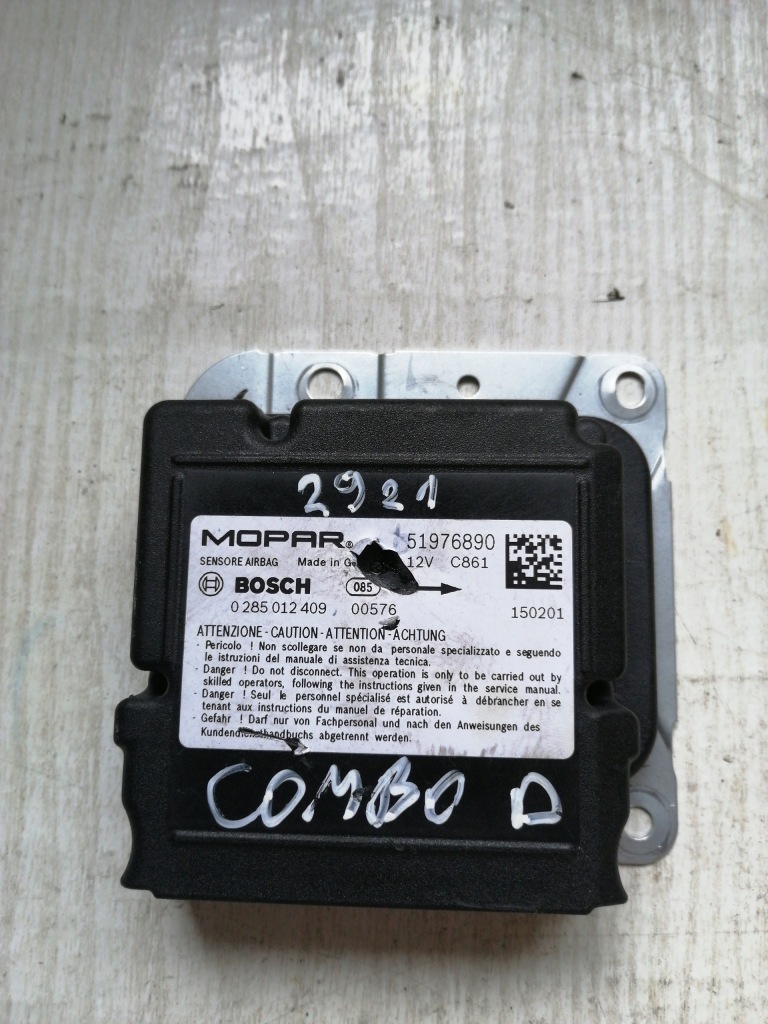 2921
MOPAR® 51976890
SENSORE AIRBAG Made in 12V C861
BOSCH 085
0 285 012 409 00576 150201
ATTENZIONE - CAUTION - ATTENTION - ACHTUNG
- Pericolo ! Non scollegare se non da personale specializzato e seguendo
le istruzioni del manuale di assistenza tecnica.
- Danger ! Do not disconnect. This operation is only to be carried out by
skilled operators, following the instructions given in the service manual.
- Danger ! Seul le personnel spécialisé est autorisé à débrancher en se
tenant aux instructions du manuel de réparation.
- Gefahr ! Darf nur von Fachpersonal und nach den Anweisungen des
abgetrennt werden.
COMBO D